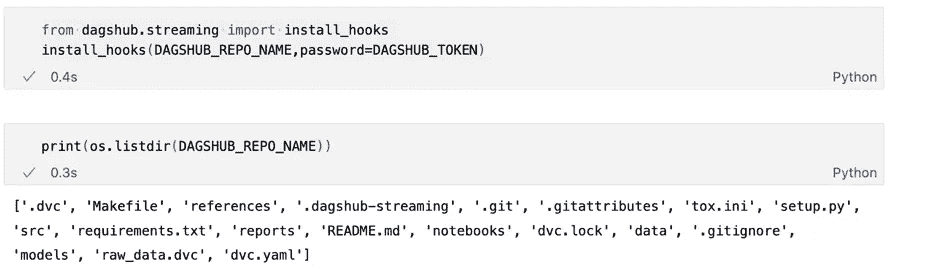 from dagshub.streaming import install_hooks
install_hooks(DAGSHUB_REPO_NAME,password=DAGSHUB_TOKEN)
✓ 0.4s Python
print(os.listdir(DAGSHUB_REPO_NAME))
✓ 0.3s Python
['.dvc', 'Makefile', 'references', '.dagshub-streaming', '.git', '.gitattributes', 'tox.ini', 'setup.py',
'src', 'requirements.txt', 'reports', 'README.md', 'notebooks', 'dvc.lock', 'data', '.gitignore',
'models', 'raw_data.dvc', 'dvc.yaml']